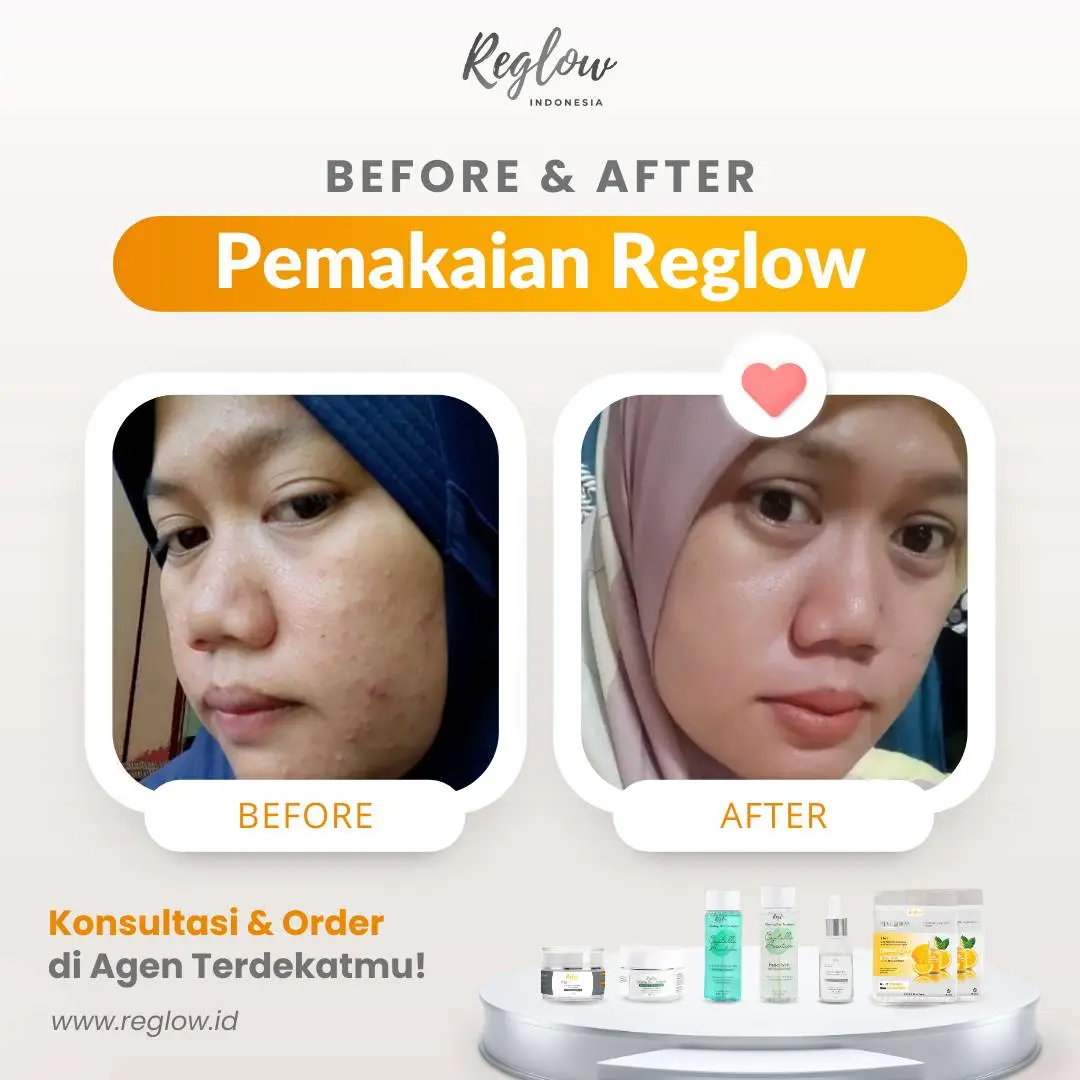 Reglow
INDONESIA
BEFORE & AFTER
Pemakaian Reglow
BEFORE
AFTER
Konsultasi & Order
di Agen Terdekatmu!
www.reglow.id